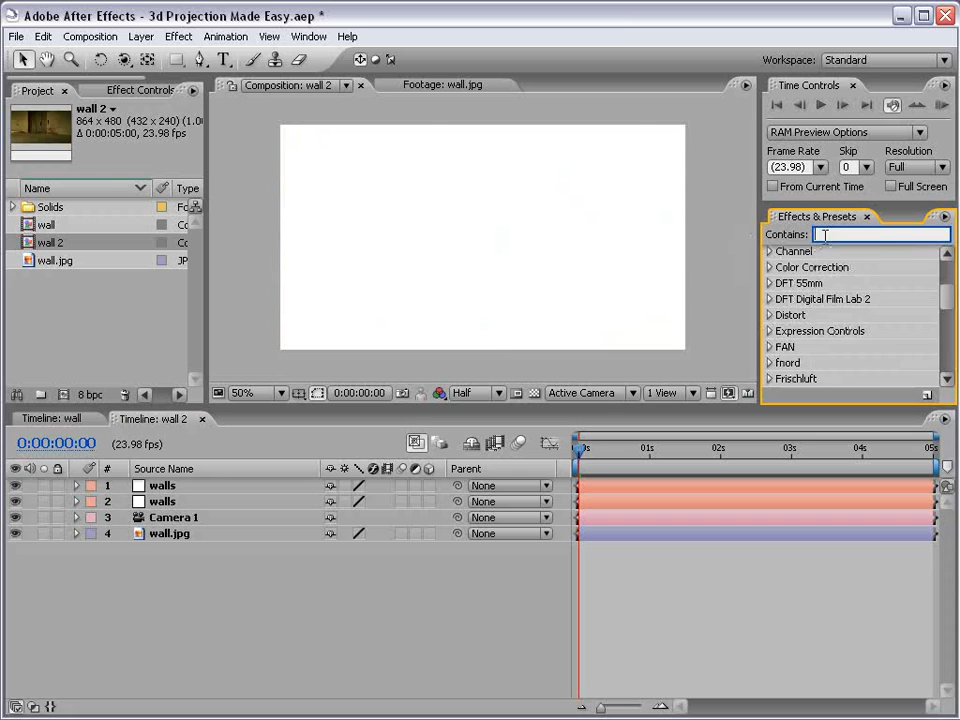 Adobe After Effects - 3d Projection Made Easy.aep *
File Edit Composition Layer Effect Animation View Window Help
Workspace: Standard
Project Effect Controls
wall 2
864 x 480 (432 x 240) (1.0
Δ 0:00:05:00, 23.98 fps)
Name Type
Solids Fo
wall Co
wall 2 Co
wall.jpg JP
8 bpc
Composition: wall 2 Footage: wall.jpg
50% 0:00:00:00 Half Active Camera 1 View
Time Controls
RAM Preview Options
Frame Rate Skip Resolution
(23.98) 0 Full
From Current Time Full Screen
Effects & Presets
Contains:
Channel
Color Correction
DFT 55mm
DFT Digital Film Lab 2
Distort
Expression Controls
FAN
fnord
Frischluft
Timeline: wall Timeline: wall 2
0:00:00:00 (23.98 fps)
# Source Name Parent
0s 01s 02s 03s 04s 05s
1 walls None
2 walls None
3 Camera 1 None
4 wall.jpg None